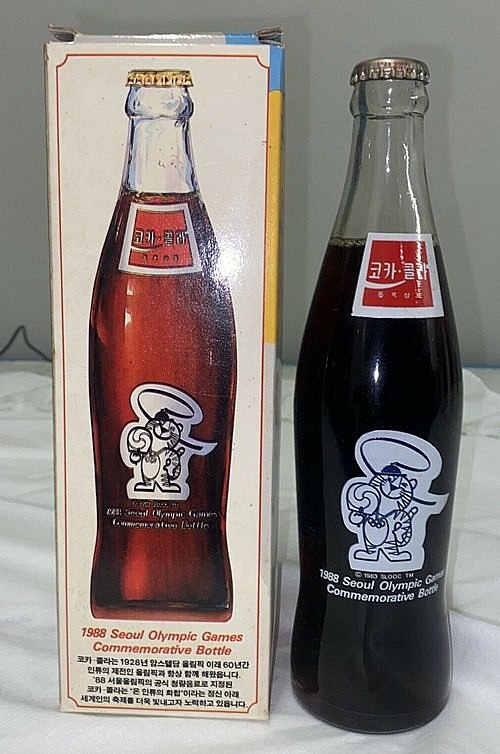 코카·콜라
1988 Seoul Olympic Games
Commemorative Bottle
1988 Seoul Olympic Games
Commemorative Bottle
코카·콜라는 1928년 암스텔담 올림픽 이래 60년간
인류의 제전인 올림픽과 항상 함께 해왔읍니다.
'88 서울올림픽의 공식 청량음료로 지정된
코카·콜라는 '온 인류의 화합'이라는 정신 아래
세계인의 축제를 더욱 빛내고자 노력하고 있읍니다.
코카·콜라
등록상표
© 1983 SLOOC TM
1988 Seoul Olympic Games
Commemorative Bottle